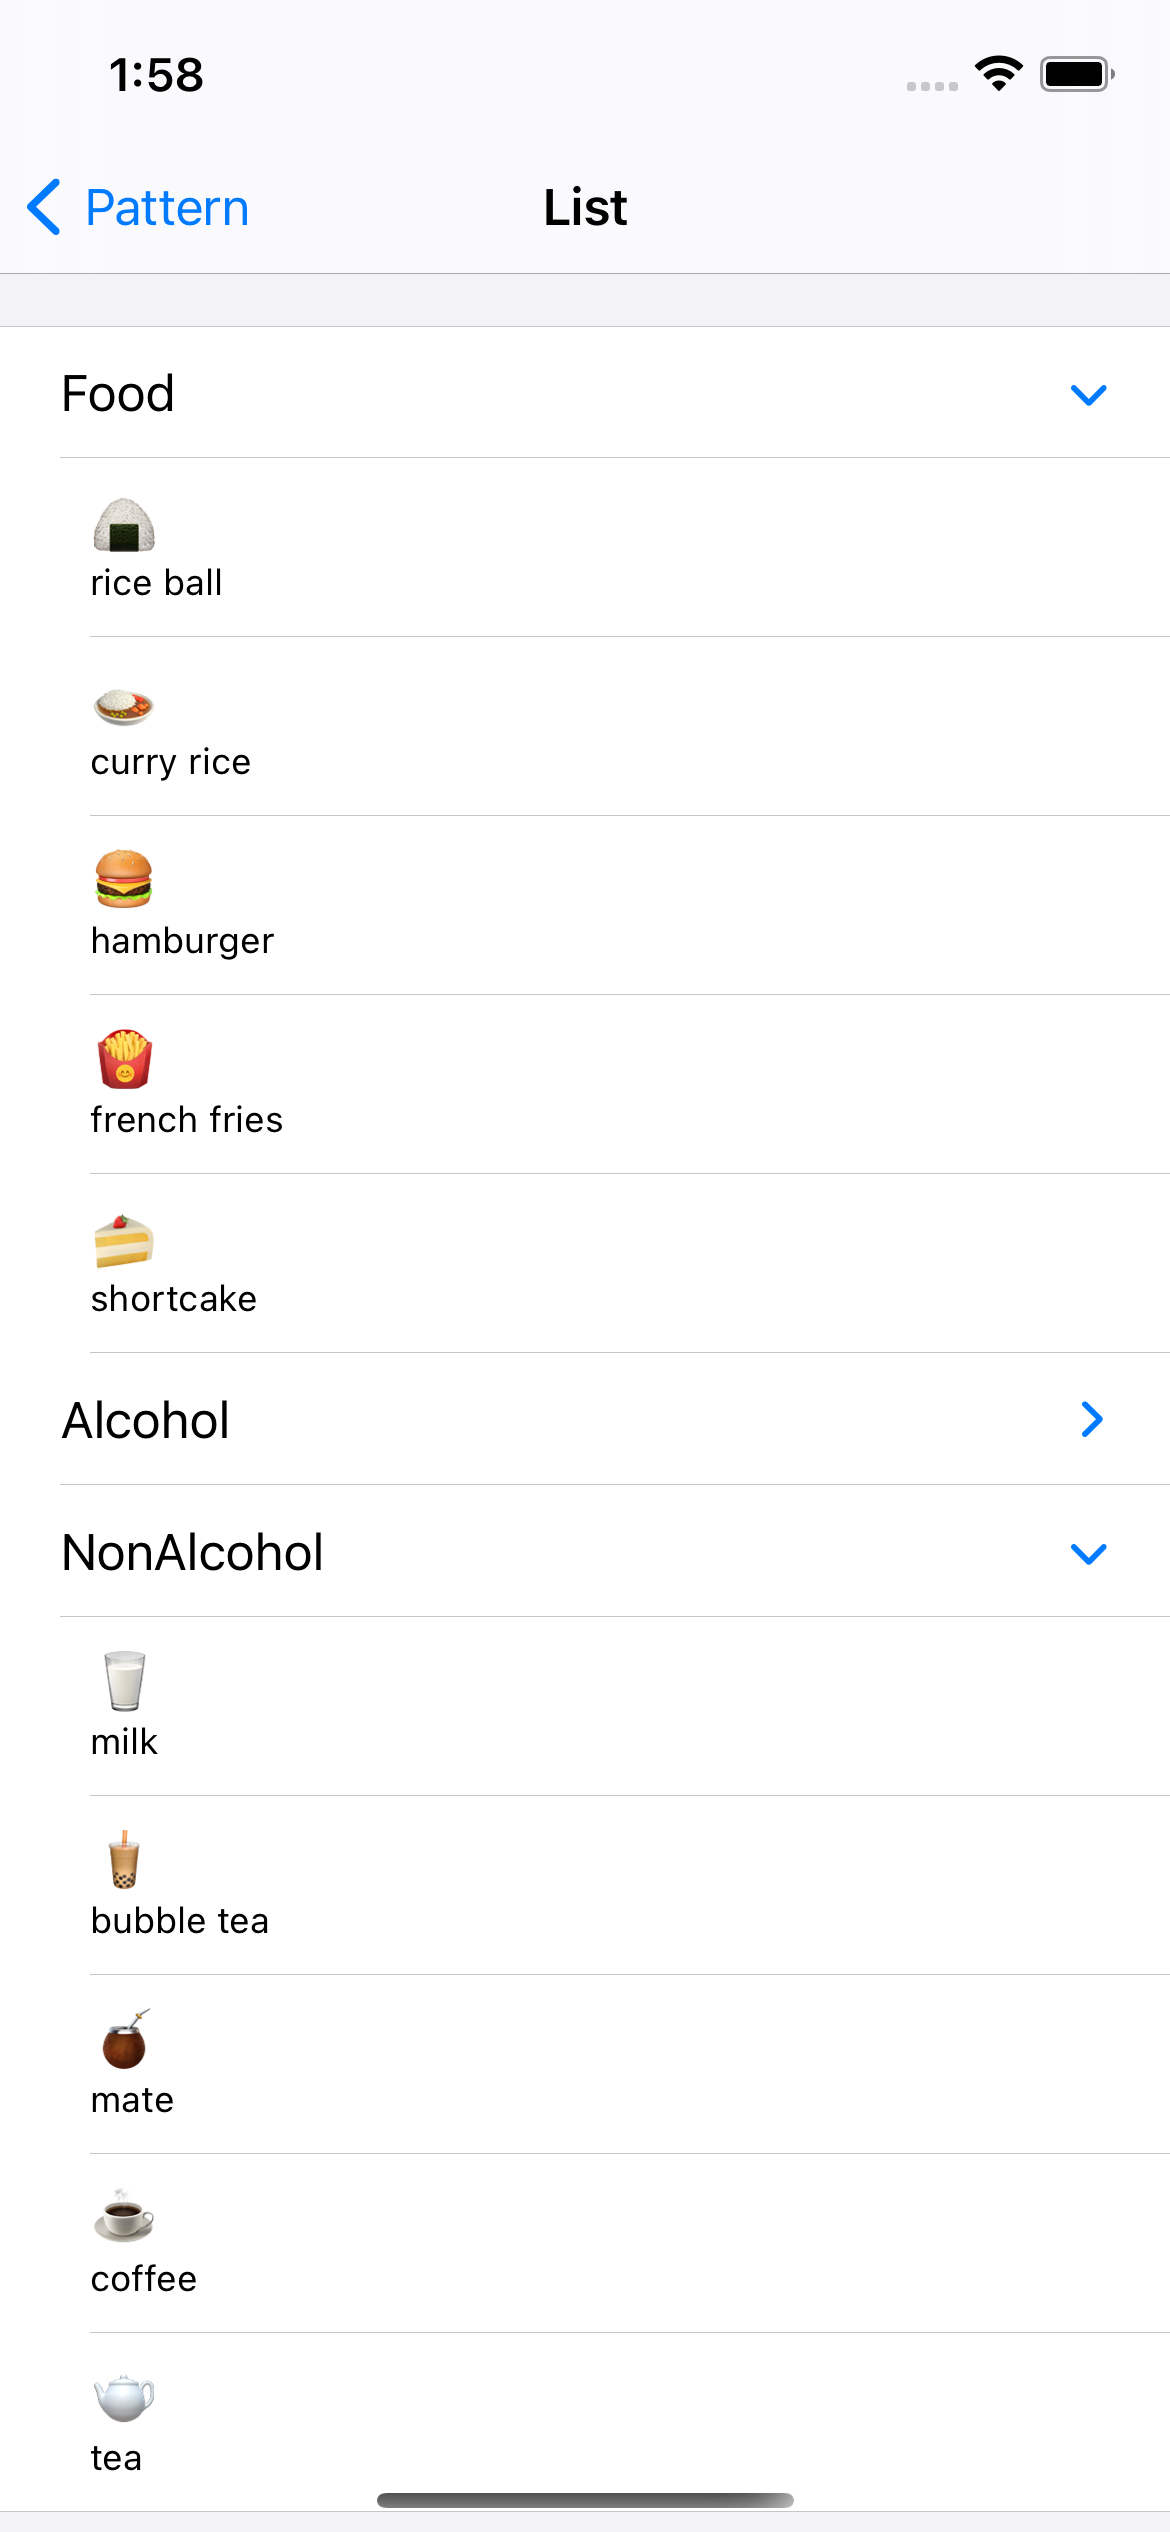 1:58
Pattern
List
Food
rice ball
curry rice
hamburger
french fries
shortcake
Alcohol
NonAlcohol
milk
bubble tea
mate
coffee
tea